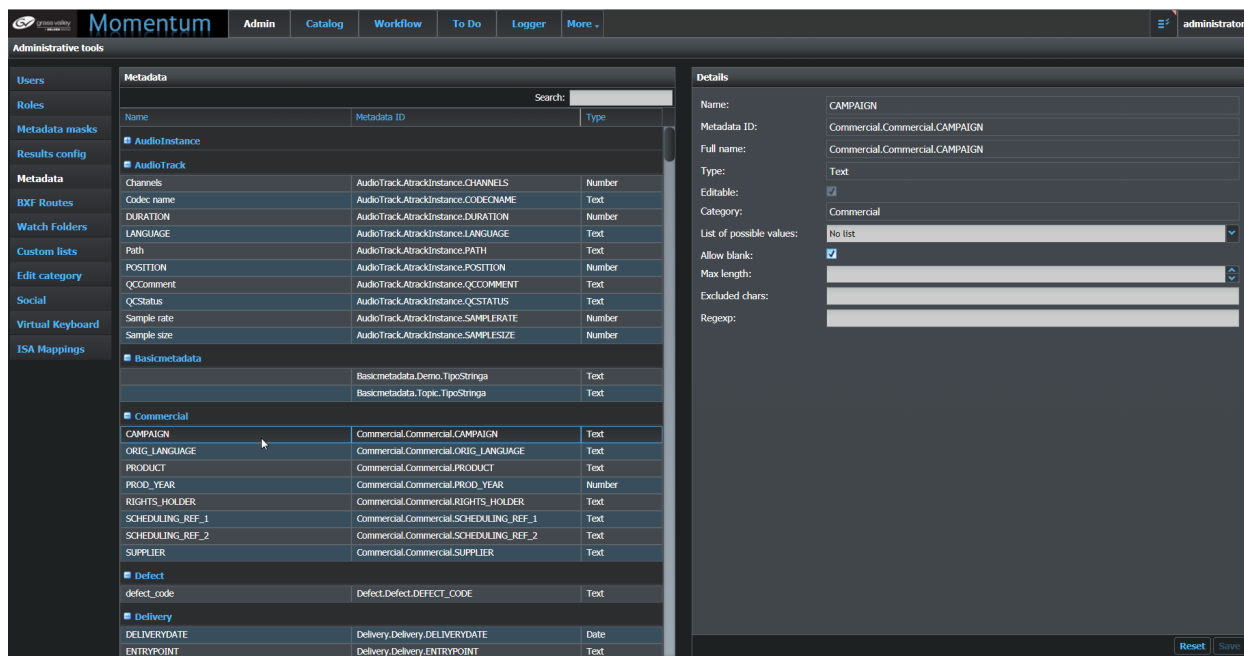 grass valley Momentum Admin Catalog Workflow To Do Logger More administrator
Administrative tools
Users
Roles
Metadata masks
Results config
Metadata
BXF Routes
Watch Folders
Custom lists
Edit category
Social
Virtual Keyboard
ISA Mappings
Metadata
Search:
Name Metadata ID Type
AudioInstance
AudioTrack
Channels AudioTrack.AtrackInstance.CHANNELS Number
Codec name AudioTrack.AtrackInstance.CODECNAME Text
DURATION AudioTrack.AtrackInstance.DURATION Number
LANGUAGE AudioTrack.AtrackInstance.LANGUAGE Text
Path AudioTrack.AtrackInstance.PATH Text
POSITION AudioTrack.AtrackInstance.POSITION Number
QCComment AudioTrack.AtrackInstance.QCCOMMENT Text
QCStatus AudioTrack.AtrackInstance.QCSTATUS Text
Sample rate AudioTrack.AtrackInstance.SAMPLERATE Number
Sample size AudioTrack.AtrackInstance.SAMPLESIZE Number
Basicmetadata
Basicmetadata.Demo.TipoStringa Text
Basicmetadata.Topic.TipoStringa Text
Commercial
CAMPAIGN Commercial.Commercial.CAMPAIGN Text
ORIG_LANGUAGE Commercial.Commercial.ORIG_LANGUAGE Text
PRODUCT Commercial.Commercial.PRODUCT Text
PROD_YEAR Commercial.Commercial.PROD_YEAR Number
RIGHTS_HOLDER Commercial.Commercial.RIGHTS_HOLDER Text
SCHEDULING_REF_1 Commercial.Commercial.SCHEDULING_REF_1 Text
SCHEDULING_REF_2 Commercial.Commercial.SCHEDULING_REF_2 Text
SUPPLIER Commercial.Commercial.SUPPLIER Text
Defect
defect_code Defect.Defect.DEFECT_CODE Text
Delivery
DELIVERYDATE Delivery.Delivery.DELIVERYDATE Date
ENTRYPOINT Delivery.Delivery.ENTRYPOINT Text
Details
Name: CAMPAIGN
Metadata ID: Commercial.Commercial.CAMPAIGN
Full name: Commercial.Commercial.CAMPAIGN
Type: Text
Editable:
Category: Commercial
List of possible values: No list
Allow blank:
Max length:
Excluded chars:
Regexp:
Reset Save